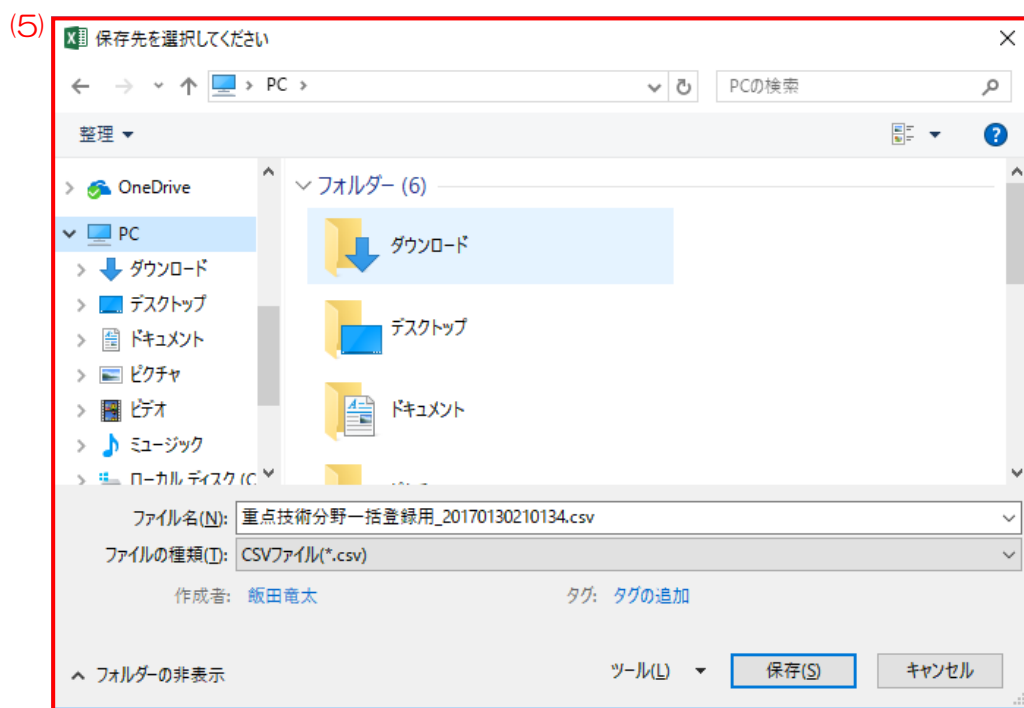 (5)
保存先を選択してください
PC
PCの検索
整理
OneDrive
フォルダー (6)
PC
ダウンロード
デスクトップ
ドキュメント
ピクチャ
ビデオ
ミュージック
ローカル ディスク (C
ダウンロード
デスクトップ
ドキュメント
ファイル名(N): 重点技術分野一括登録用_20170130210134.csv
ファイルの種類(T): CSVファイル(*.csv)
作成者: 飯田竜太 タグ: タグの追加
フォルダーの非表示 ツール(L) 保存(S) キャンセル